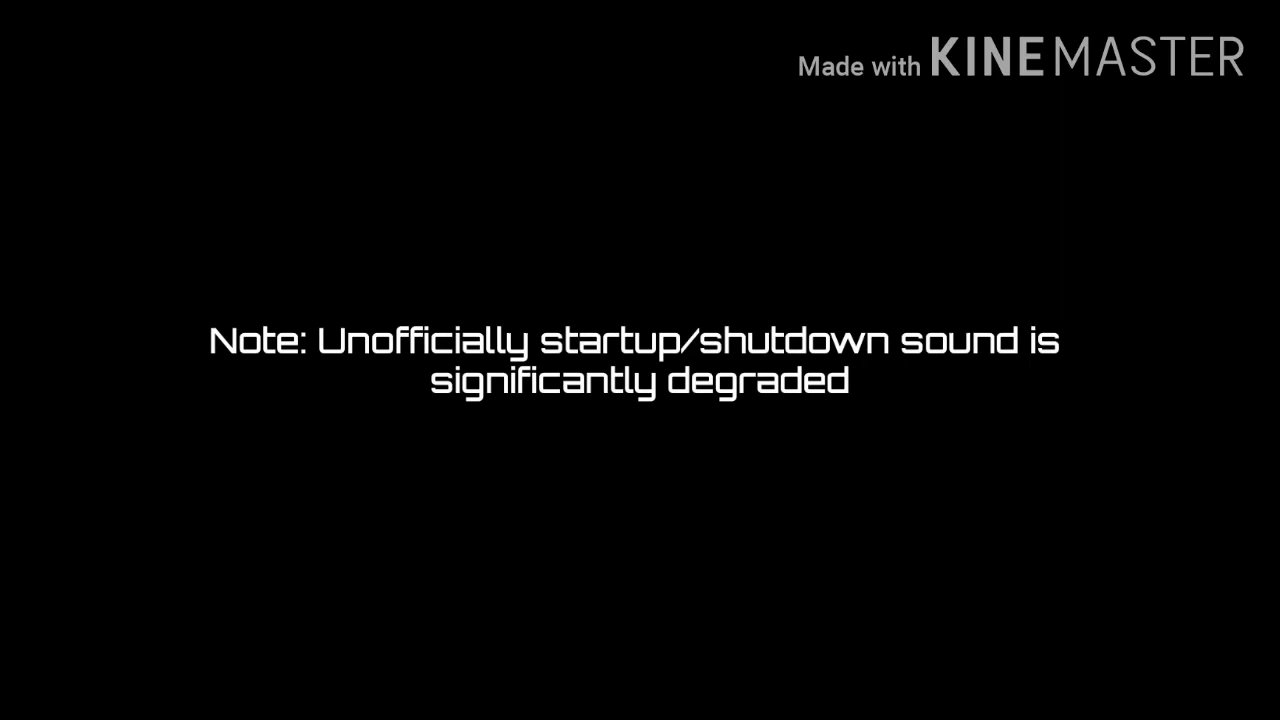 Made with KINEMASTER
Note: Unofficially startup/shutdown sound is
significantly degraded